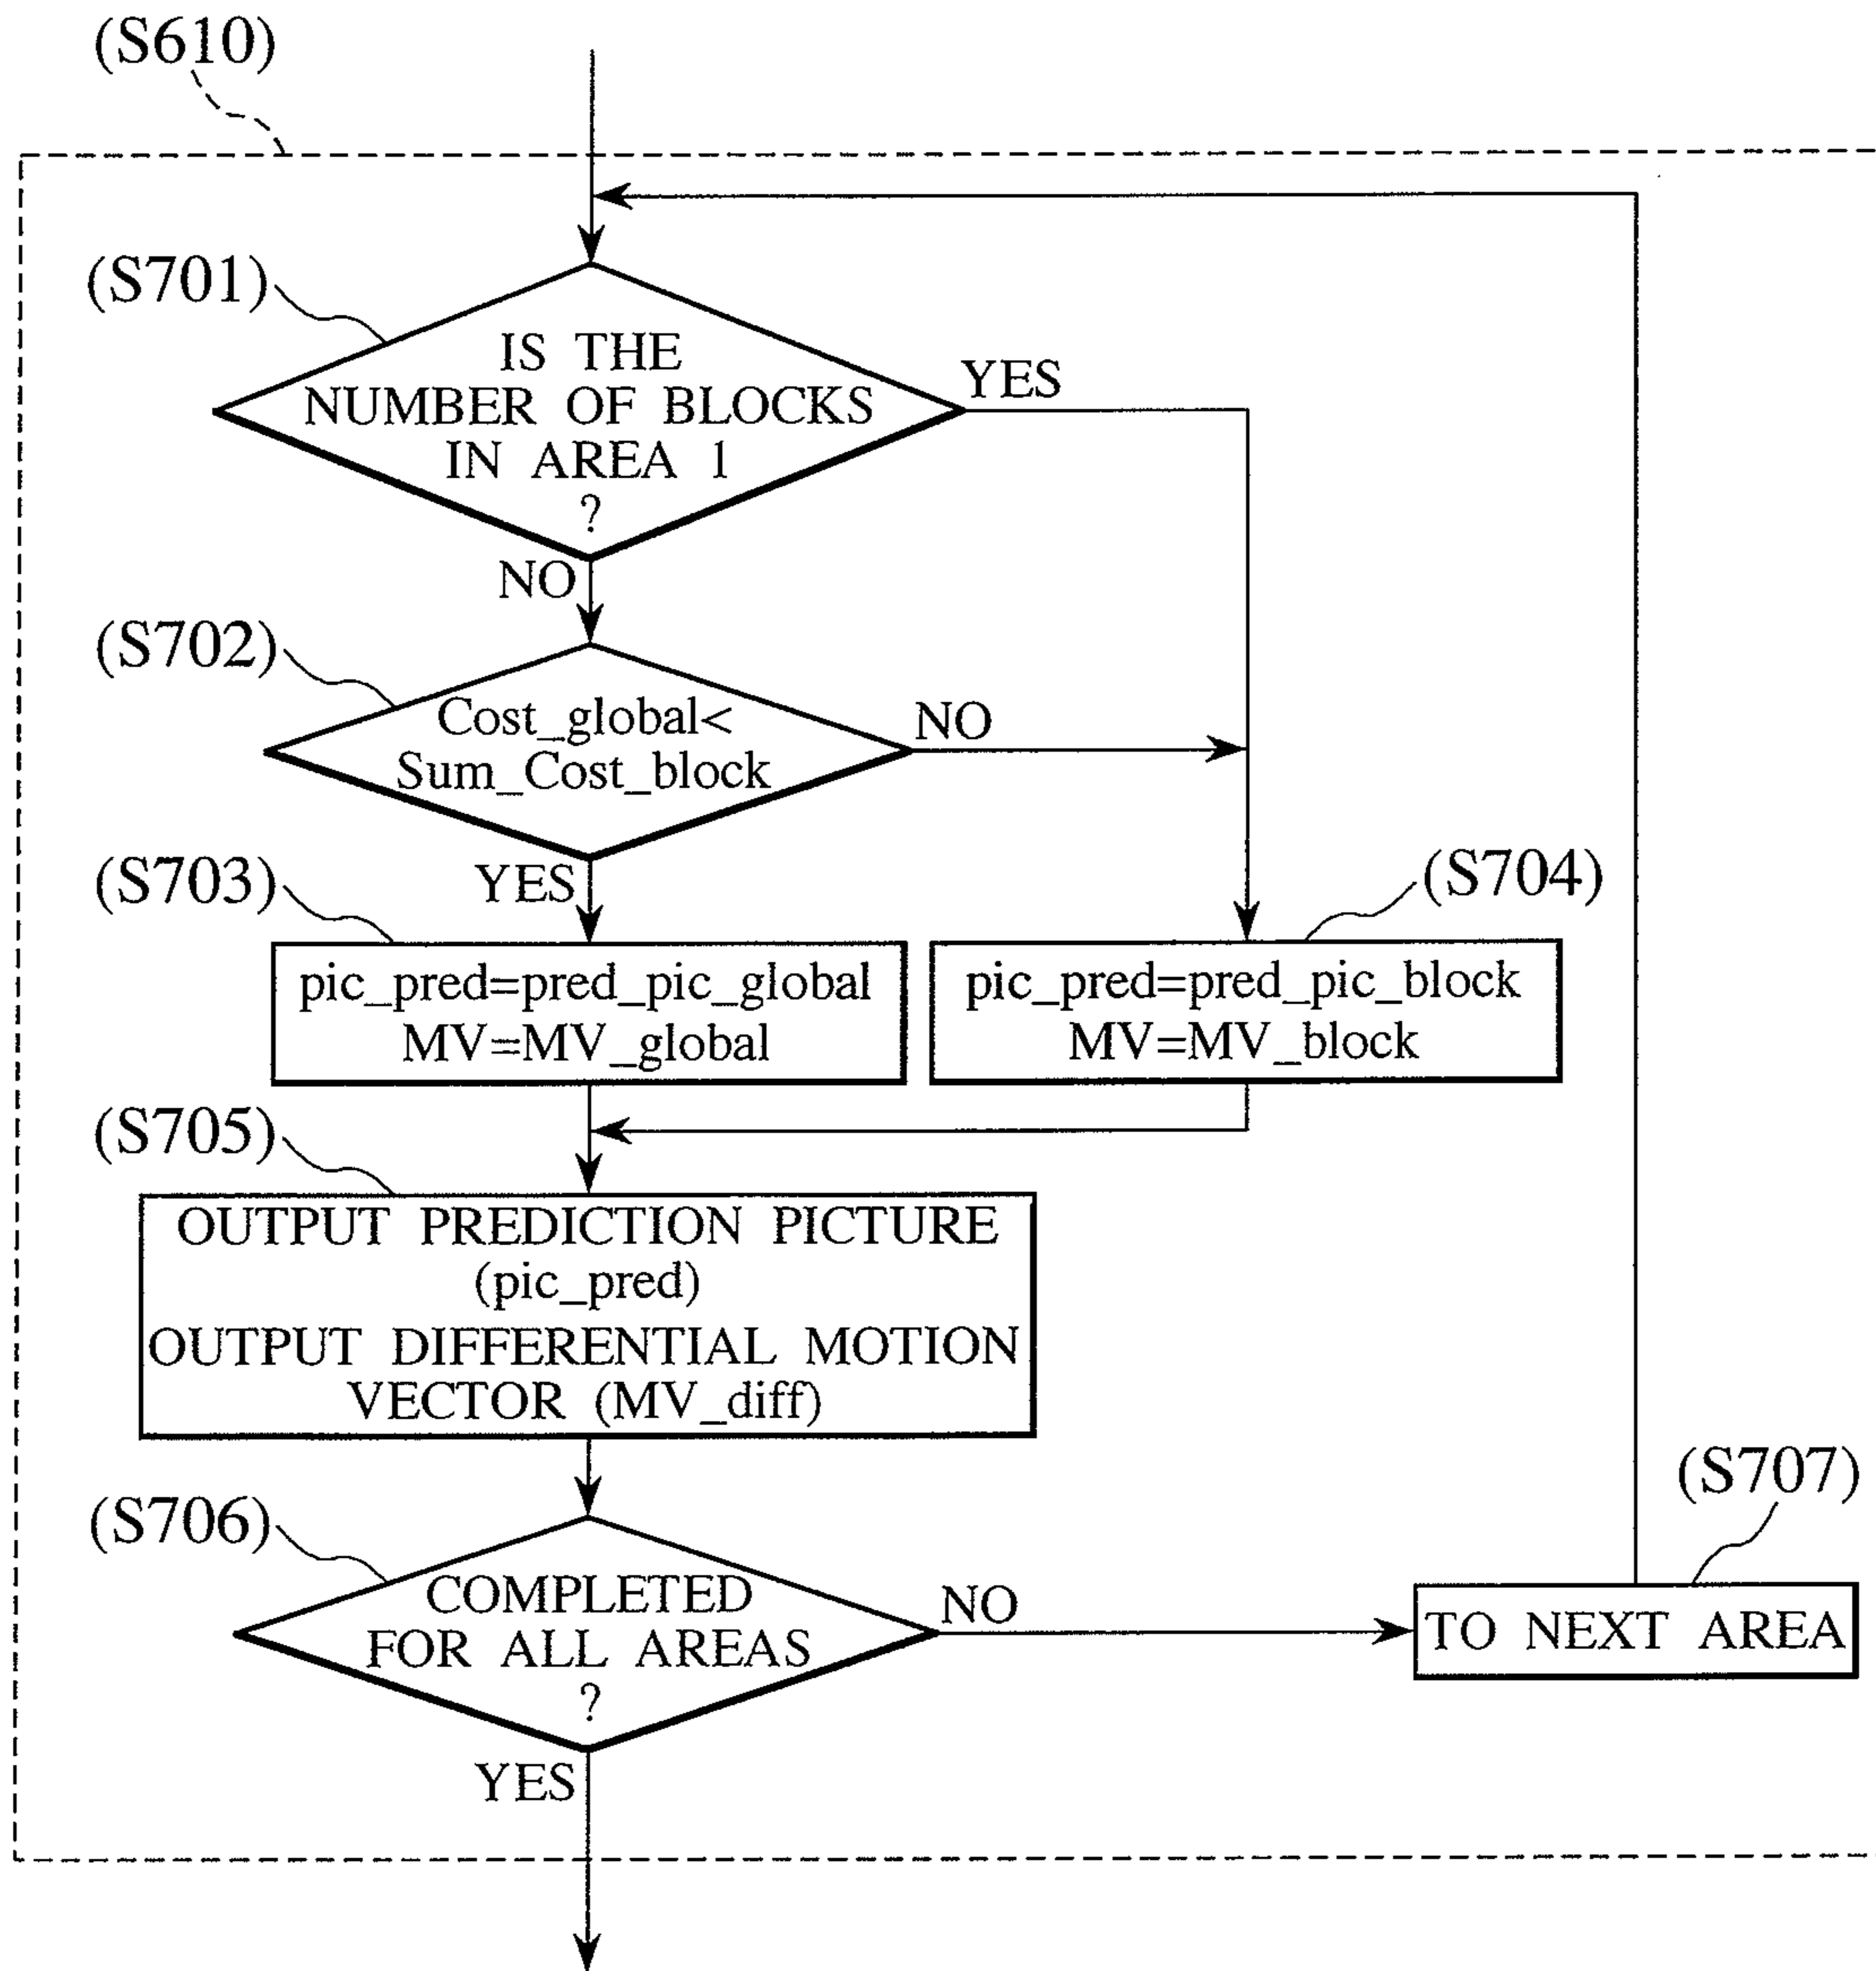 (S610)
(S701)
IS THE
NUMBER OF BLOCKS
IN AREA 1
?
YES
NO
(S702)
Cost_global<
Sum_Cost_block
NO
YES
(S703)
pic_pred=pred_pic_global
MV=MV_global
(S704)
pic_pred=pred_pic_block
MV=MV_block
(S705)
OUTPUT PREDICTION PICTURE
(pic_pred)
OUTPUT DIFFERENTIAL MOTION
VECTOR (MV_diff)
(S706)
COMPLETED
FOR ALL AREAS
?
NO
YES
(S707)
TO NEXT AREA